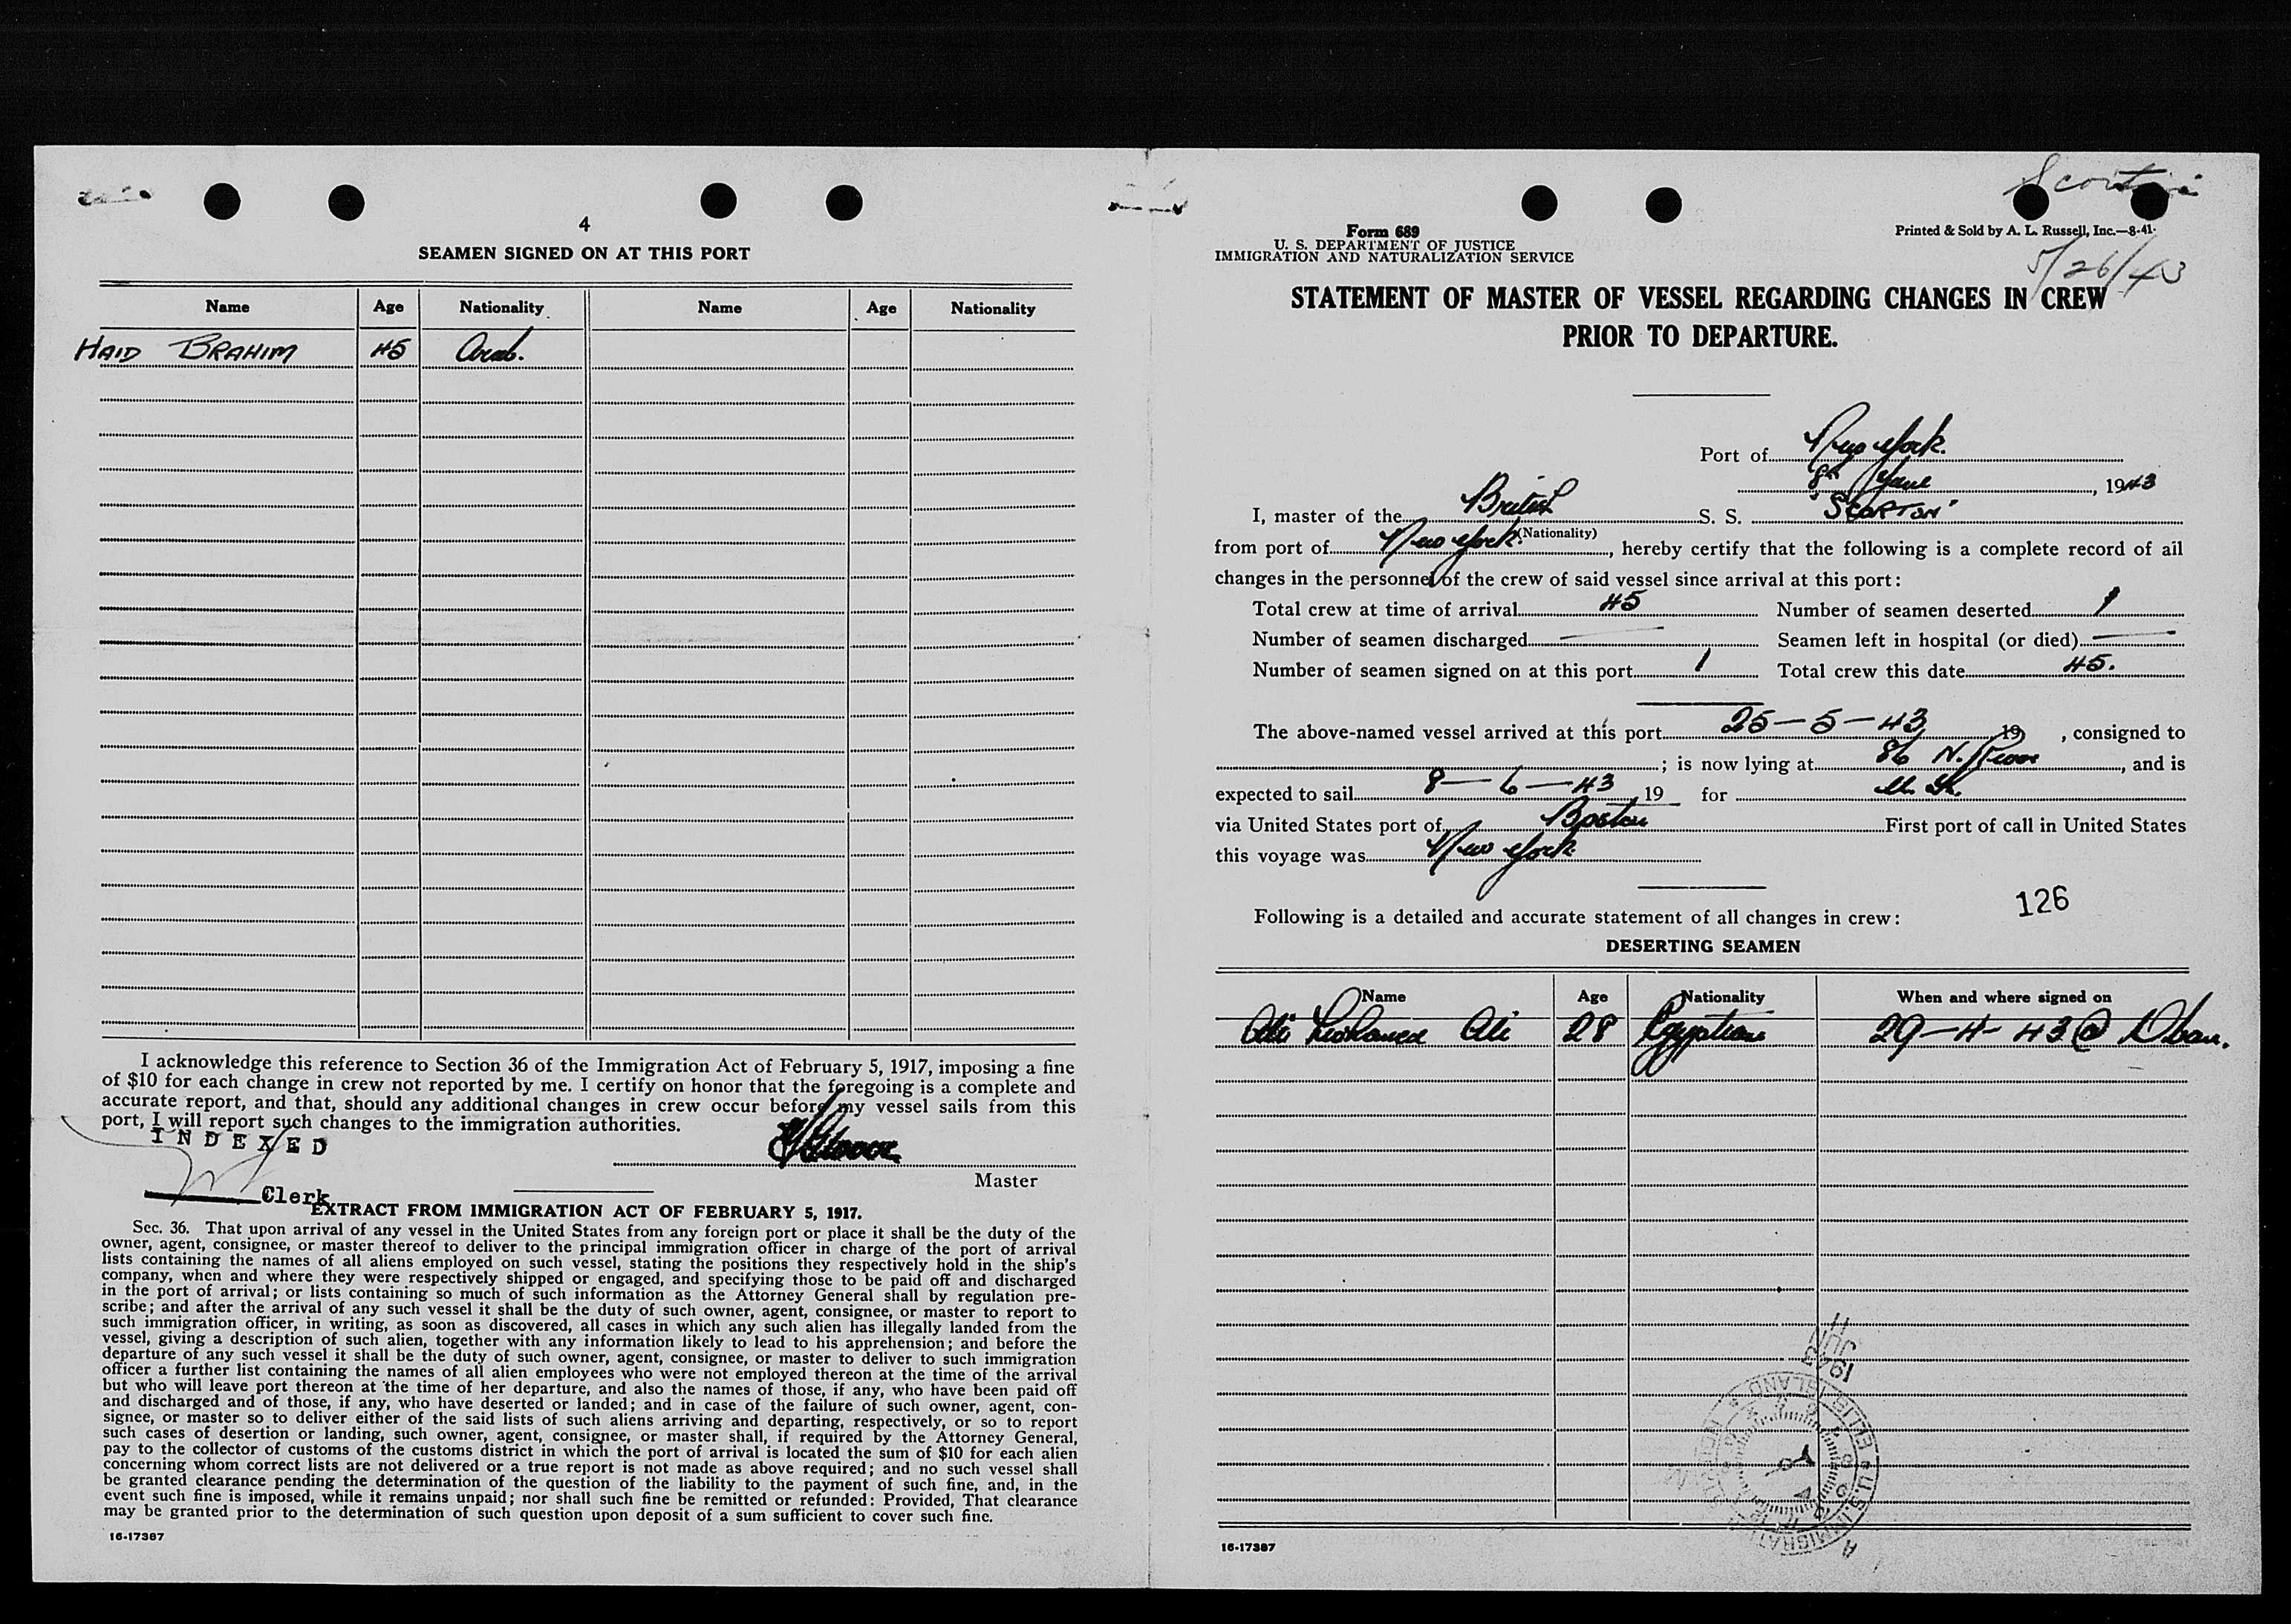 4
SEAMEN SIGNED ON AT THIS PORT
Name Age Nationality Name Age Nationality
HAID BRAHIM 45 Arab.
I acknowledge this reference to Section 36 of the Immigration Act of February 5, 1917, imposing a fine
of $10 for each change in crew not reported by me. I certify on honor that the foregoing is a complete and
accurate report, and that, should any additional changes in crew occur before my vessel sails from this
port, I will report such changes to the immigration authorities.
INDEXED
Master
Clerk
EXTRACT FROM IMMIGRATION ACT OF FEBRUARY 5, 1917.
Sec. 36. That upon arrival of any vessel in the United States from any foreign port or place it shall be the duty of the
owner, agent, consignee, or master thereof to deliver to the principal immigration officer in charge of the port of arrival
lists containing the names of all aliens employed on such vessel, stating the positions they respectively hold in the ship's
company, when and where they were respectively shipped or engaged, and specifying those to be paid off and discharged
in the port of arrival; or lists containing so much of such information as the Attorney General shall by regulation pre-
scribe; and after the arrival of any such vessel it shall be the duty of such owner, agent, consignee, or master to report to
such immigration officer, in writing, as soon as discovered, all cases in which any such alien has illegally landed from the
vessel, giving a description of such alien, together with any information likely to lead to his apprehension; and before the
departure of any such vessel it shall be the duty of such owner, agent, consignee, or master to deliver to such immigration
officer a further list containing the names of all alien employees who were not employed thereon at the time of the arrival
but who will leave port thereon at the time of her departure, and also the names of those, if any, who have been paid off
and discharged and of those, if any, who have deserted or landed; and in case of the failure of such owner, agent, con-
signee, or master so to deliver either of the said lists of such aliens arriving and departing, respectively, or so to report
such cases of desertion or landing, such owner, agent, consignee, or master shall, if required by the Attorney General,
pay to the collector of customs of the customs district in which the port of arrival is located the sum of $10 for each alien
concerning whom correct lists are not delivered or a true report is not made as above required; and no such vessel shall
be granted clearance pending the determination of the question of the liability to the payment of such fine, and, in the
event such fine is imposed, while it remains unpaid; nor shall such fine be remitted or refunded: Provided, That clearance
may be granted prior to the determination of such question upon deposit of a sum sufficient to cover such fine.
16-17387
Form 689
U. S. DEPARTMENT OF JUSTICE
IMMIGRATION AND NATURALIZATION SERVICE
Printed & Sold by A. L. Russell, Inc.—8-41-
5/26/43
STATEMENT OF MASTER OF VESSEL REGARDING CHANGES IN CREW
PRIOR TO DEPARTURE.
Port of New York.
8th June, 1943
I, master of the British S. S. "SCORTON"
(Nationality)
from port of New York, hereby certify that the following is a complete record of all
changes in the personnel of the crew of said vessel since arrival at this port:
Total crew at time of arrival 45 Number of seamen deserted 1
Number of seamen discharged — Seamen left in hospital (or died) —
Number of seamen signed on at this port 1 Total crew this date 45.
The above-named vessel arrived at this port 25-5-43 19 , consigned to
; is now lying at 86 N. River, and is
expected to sail 8-6-43, 19 for U. K.
via United States port of Boston First port of call in United States
this voyage was New York
126
Following is a detailed and accurate statement of all changes in crew:
DESERTING SEAMEN
Name Age Nationality When and where signed on
Ali Mohamed Ali 28 Egyptian 29-4-43 @ Oban.
1943 JUN 11
U.S. IMMIGRATION
ELLIS ISLAND
16-17387